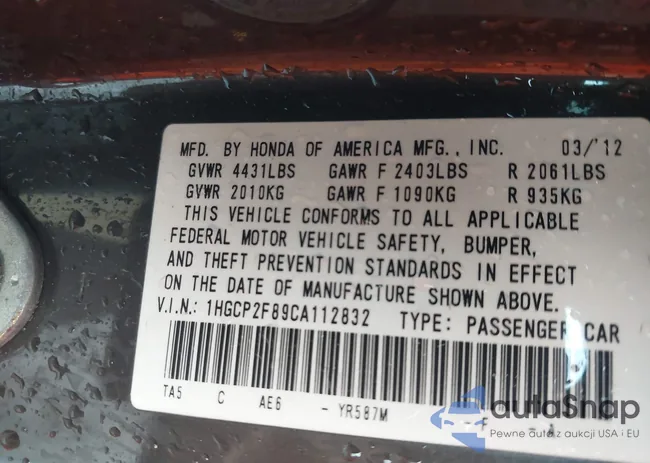 MFD. BY HONDA OF AMERICA MFG., INC. 03/'12
GVWR 4431LBS GAWR F 2403LBS R 2061LBS
GVWR 2010KG GAWR F 1090KG R 935KG
THIS VEHICLE CONFORMS TO ALL APPLICABLE
FEDERAL MOTOR VEHICLE SAFETY, BUMPER,
AND THEFT PREVENTION STANDARDS IN EFFECT
ON THE DATE OF MANUFACTURE SHOWN ABOVE.
V.I.N.: 1HGCP2F89CA112832 TYPE: PASSENGER CAR
TA5 C AE6 - YR587M
autoSnap
Pewne auta z aukcji USA i EU